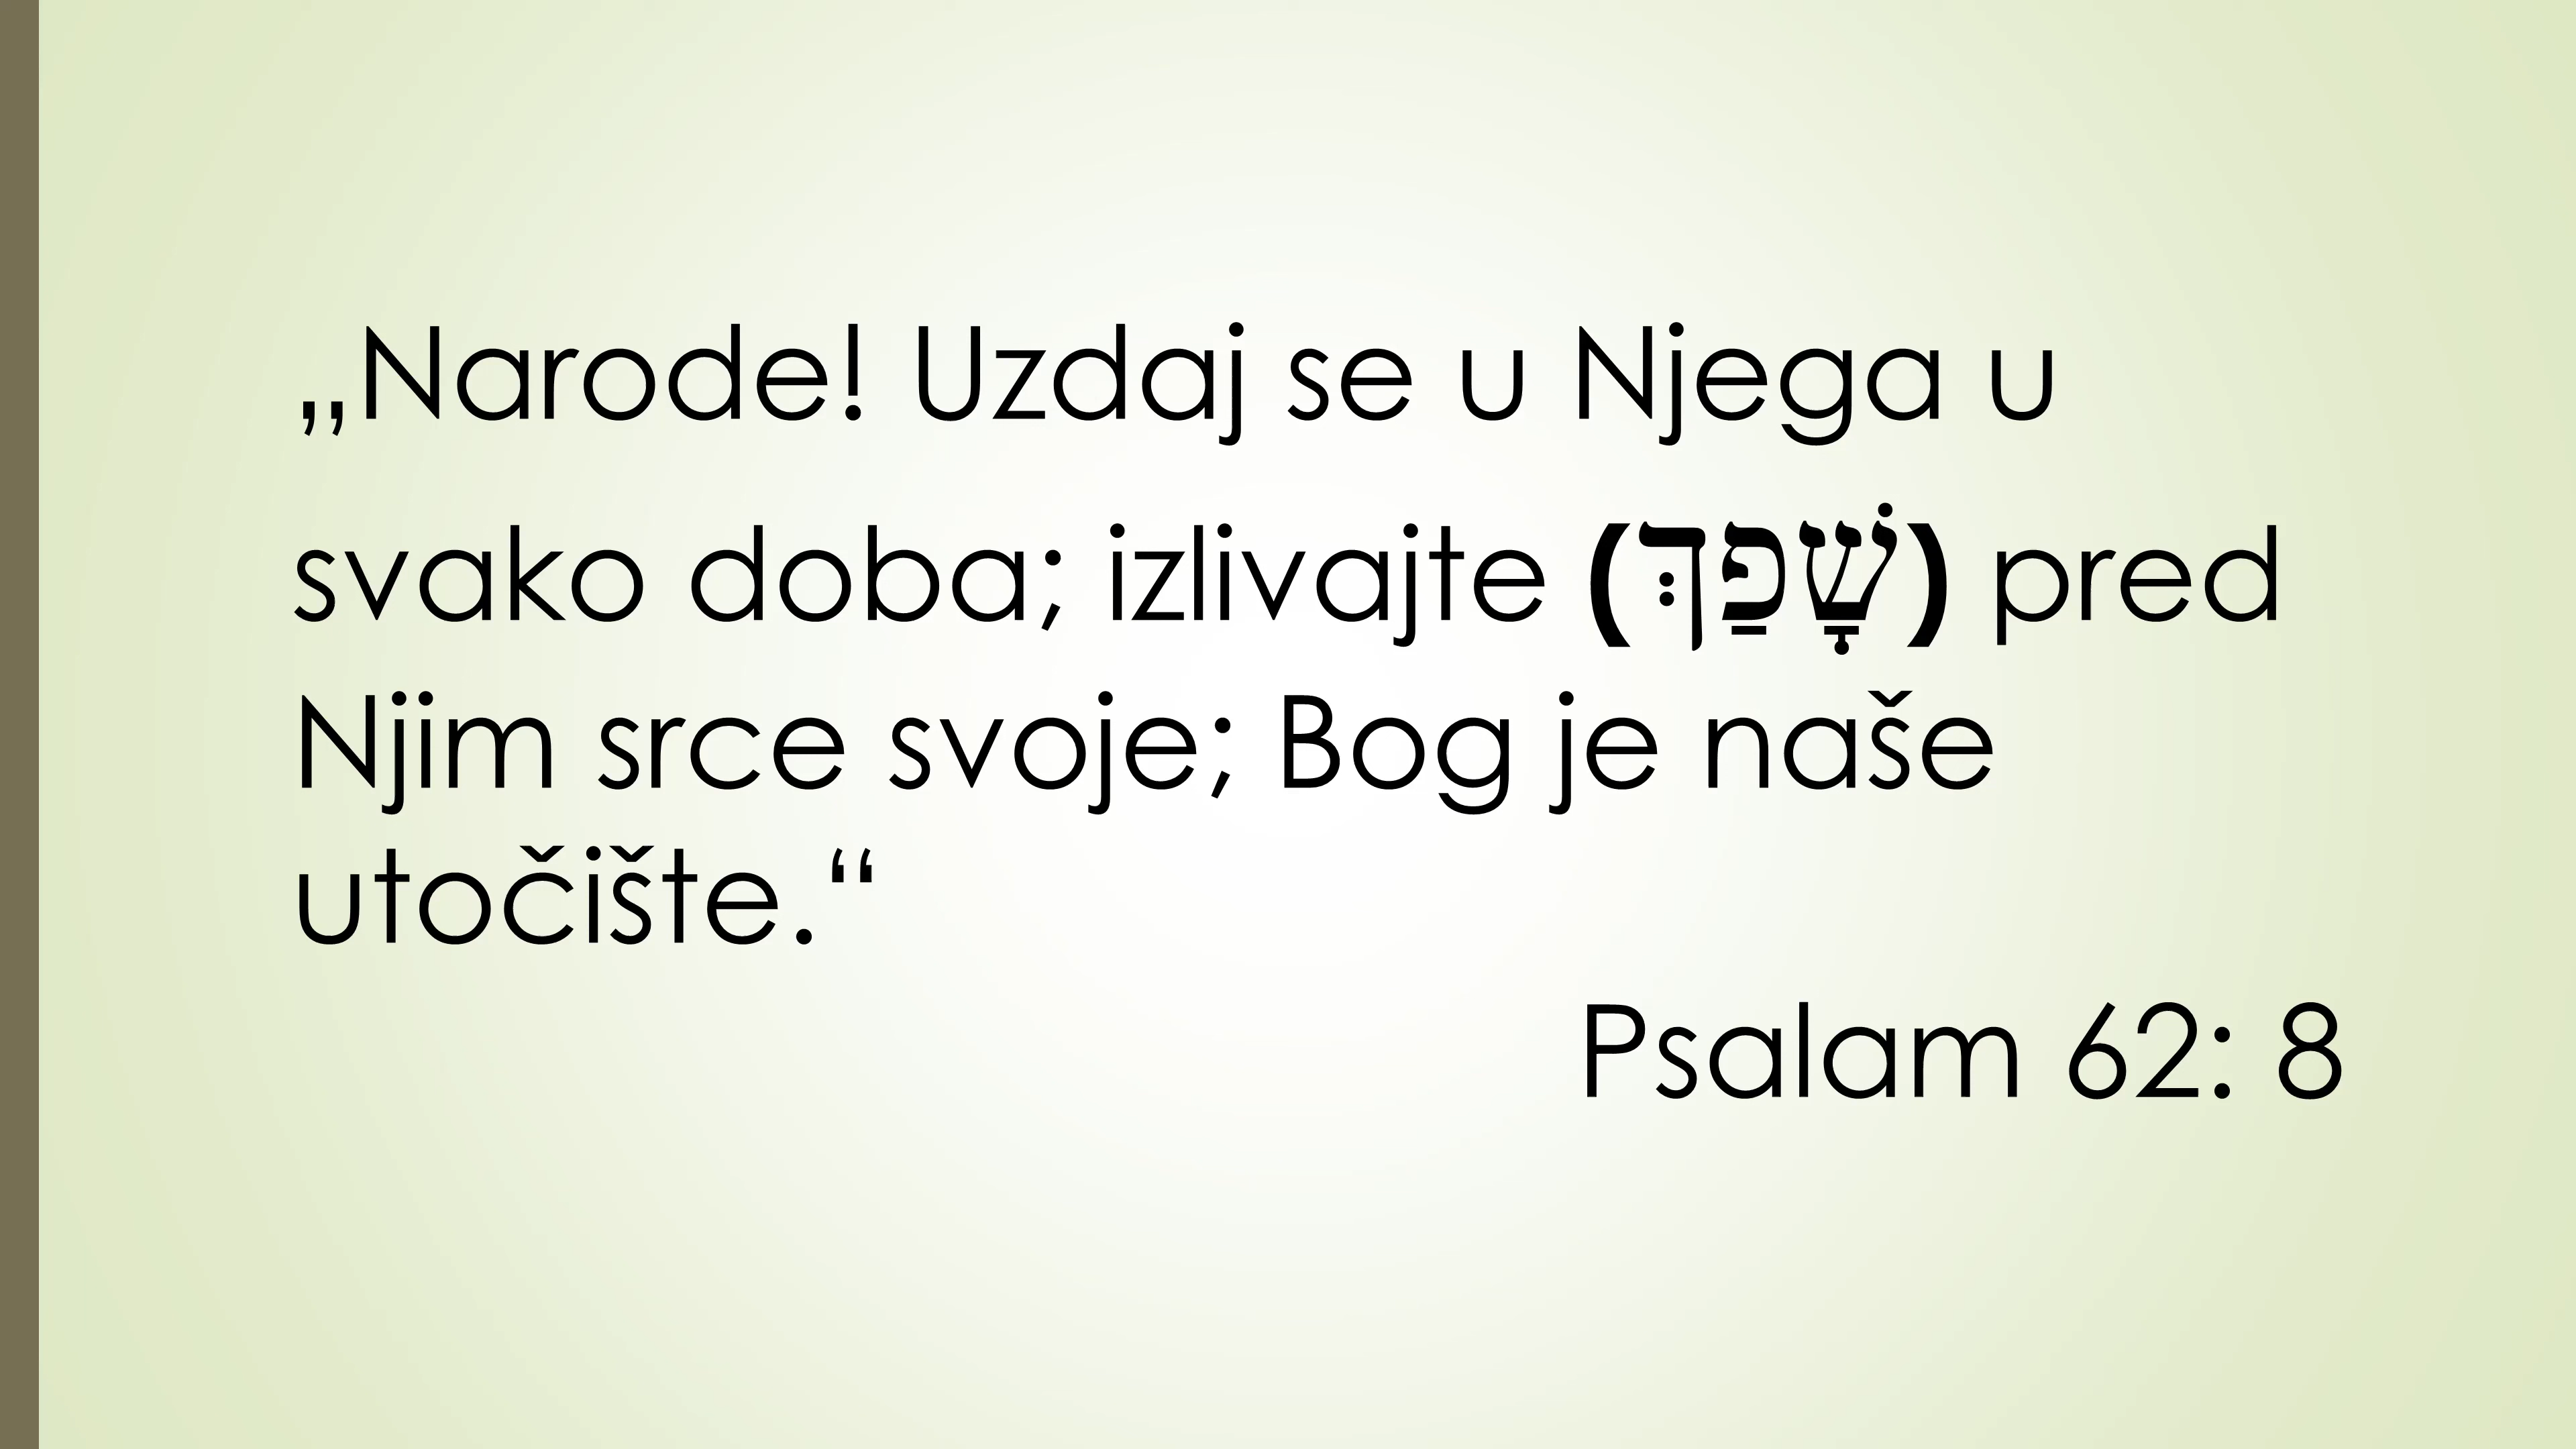 „Narode! Uzdaj se u Njega u
svako doba; izlivajte (שָׁפַּךְ) pred
Njim srce svoje; Bog je naše
utočište.“
Psalam 62: 8